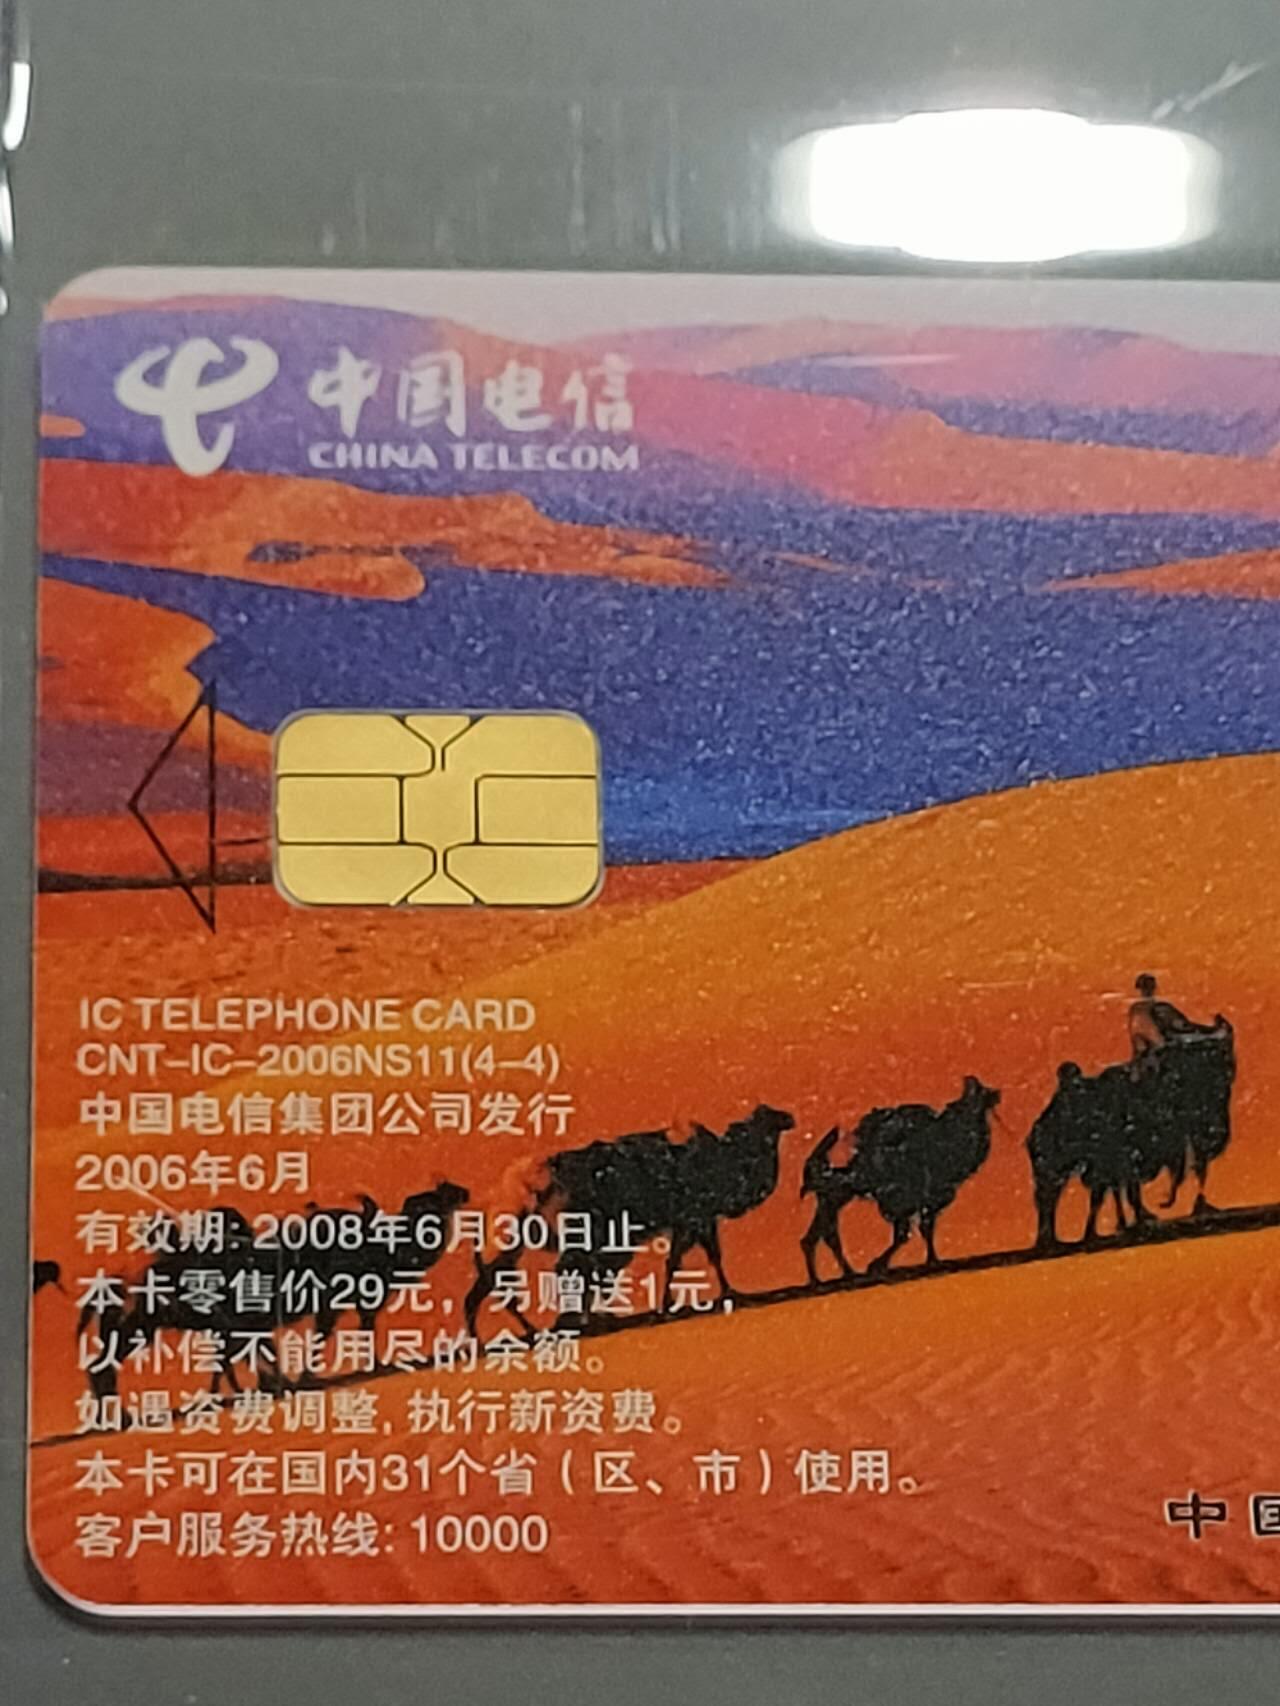 中国电信
CHINA TELECOM
IC TELEPHONE CARD
CNT-IC-2006NS11(4-4)
中国电信集团公司发行
2006年6月
有效期: 2008年6月30日止。
本卡零售价29元，另赠送1元，
以补偿不能用尽的余额。
如遇资费调整, 执行新资费。
本卡可在国内31个省（区、市）使用。
客户服务热线: 10000
中国